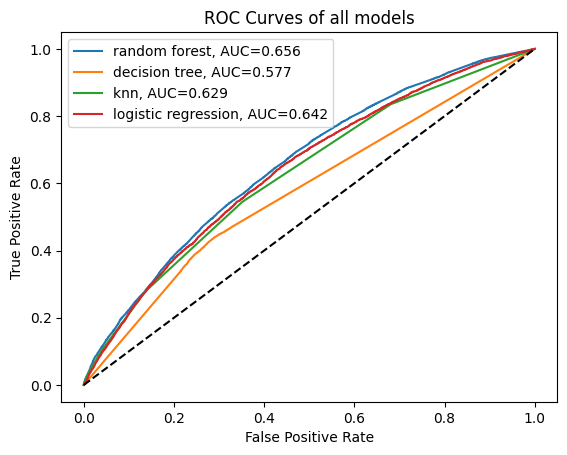 ROC Curves of all models
random forest, AUC=0.656
decision tree, AUC=0.577
knn, AUC=0.629
logistic regression, AUC=0.642
True Positive Rate
1.0
0.8
0.6
0.4
0.2
0.0
0.0 0.2 0.4 0.6 0.8 1.0
False Positive Rate